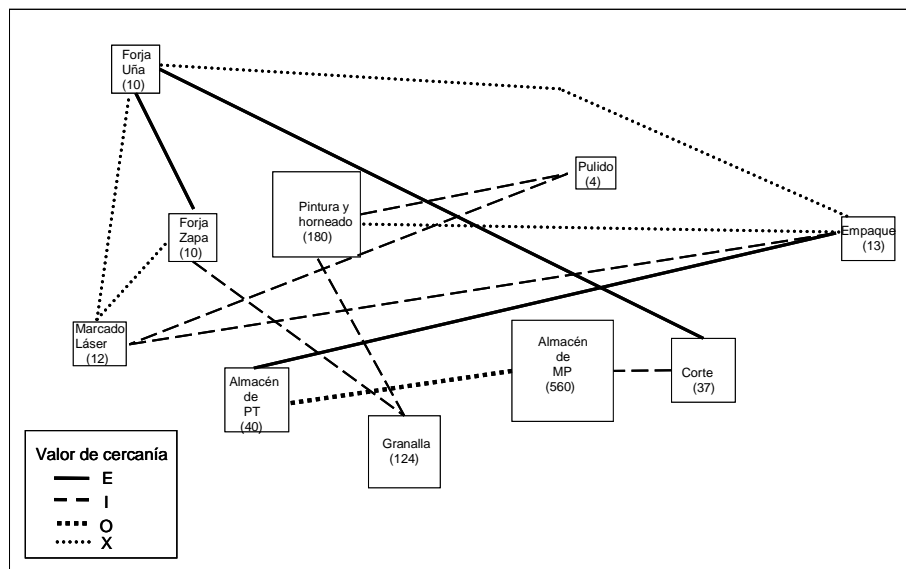 Forja
Uña
(10)
Pulido
(4)
Pintura y
horneado
(180)
Forja
Zapa
(10)
Empaque
(13)
Marcado
Láser
(12)
Almacén
de
MP
(560)
Corte
(37)
Almacén
de
PT
(40)
Granalla
(124)
Valor de cercanía
E
I
O
X